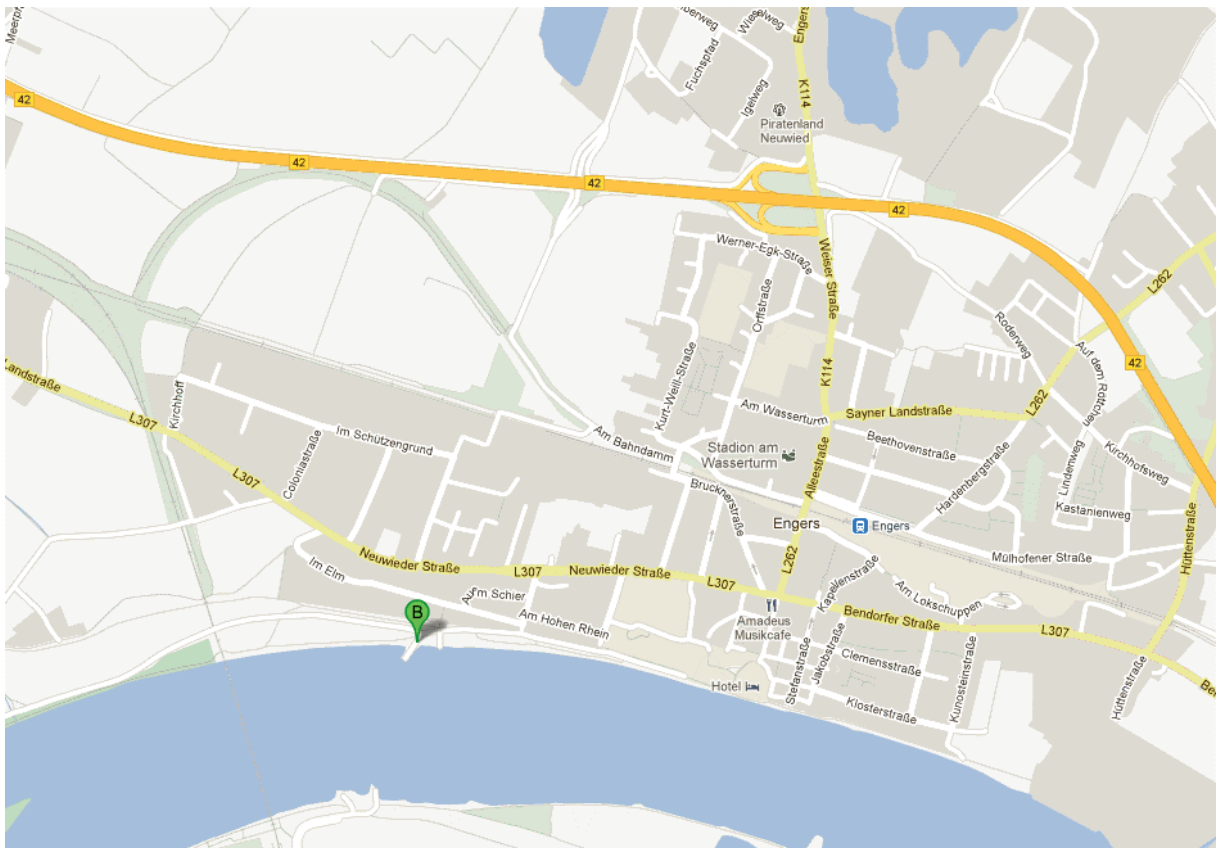 Meerpf
iberweg
Wieselweg
Fuchspfad
Igelweg
Engers
K114
Piratenland
Neuwied
42
42
42
42
42
Werner-Egk-Straße
Weiser Straße
K114
Orffstraße
Kurt-Weill-Straße
L262
Roderweg
Auf dem Röttchen
L262
Landstraße
L307
Kirchhoff
Im Schützengrund
Coloniastraße
L307
Am Bahndamm
Am Wasserturm
Sayner Landstraße
Stadion am
Wasserturm
Beethovenstraße
Alleestraße
Hardenbergstraße
Lindenweg
Kirchhofsweg
Kastanienweg
Brucknerstraße
Engers
Engers
Mülhofener Straße
Hüttenstraße
Im Elm
Neuwieder Straße
L307
Neuwieder Straße
L307
L262
Kapellenstraße
Am Lokschuppen
Auf'm Schier
Am Hohen Rhein
Amadeus
Musikcafe
Bendorfer Straße
L307
B
Clemensstraße
Stefanstraße
Jakobstraße
Kunosteinstraße
Hüttenstraße
Hotel
Klosterstraße
Be